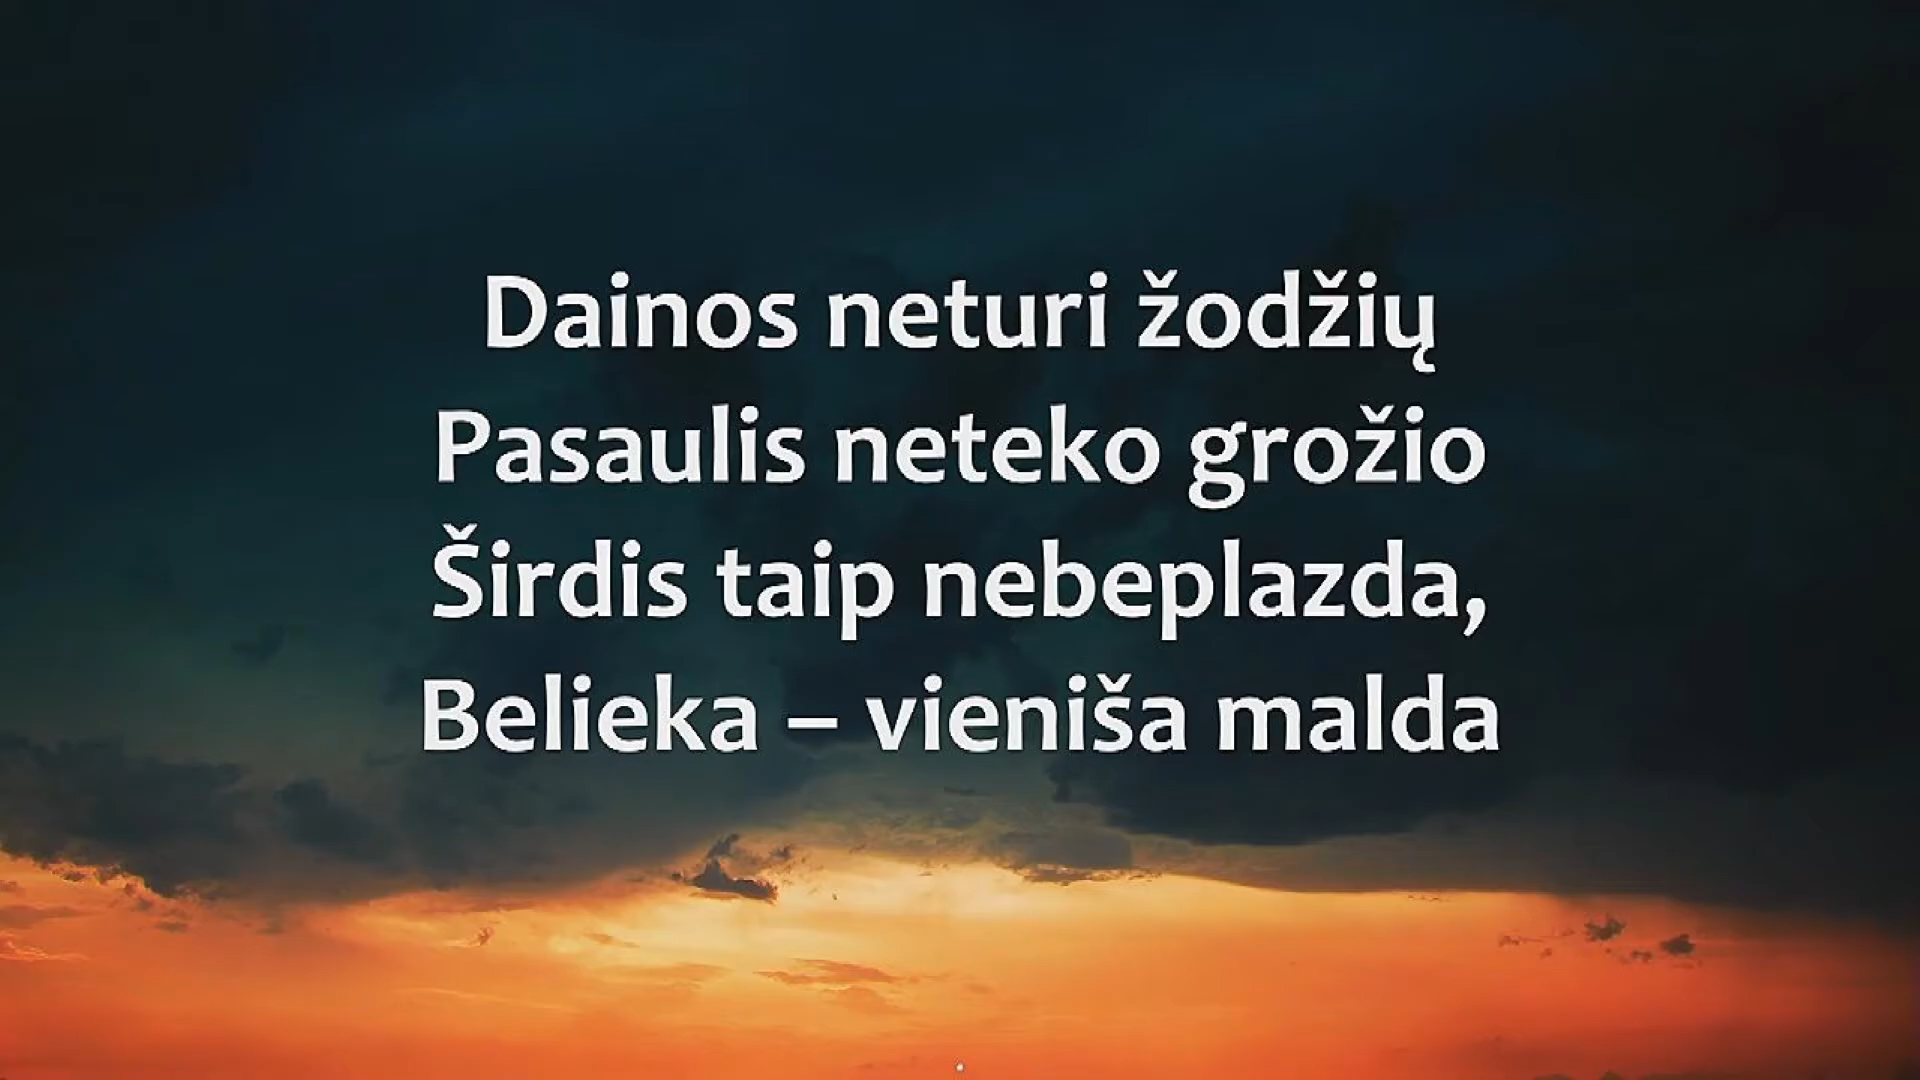 Dainos neturi žodžių
Pasaulis neteko grožio
Širdis taip nebeplazda,
Belieka – vieniša malda